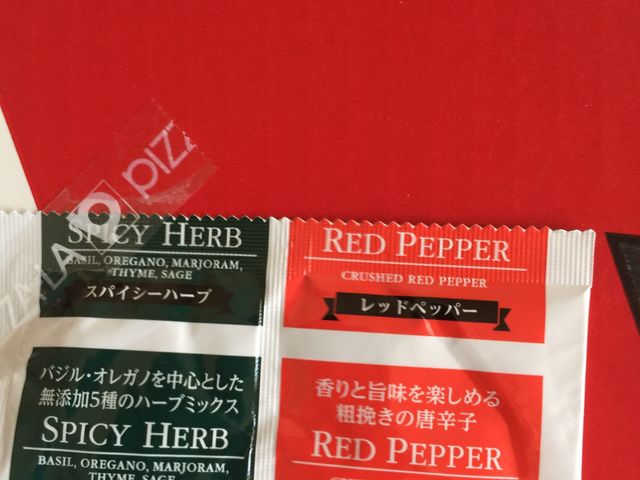 PIZZA-LA PIZZ
SPICY HERB
BASIL, OREGANO, MARJORAM,
THYME, SAGE
スパイシーハーブ
バジル・オレガノを中心とした
無添加5種のハーブミックス
SPICY HERB
BASIL, OREGANO, MARJORAM,
THYME, SAGE
RED PEPPER
CRUSHED RED PEPPER
レッドペッパー
香りと旨味を楽しめる
粗挽きの唐辛子
RED PEPPER